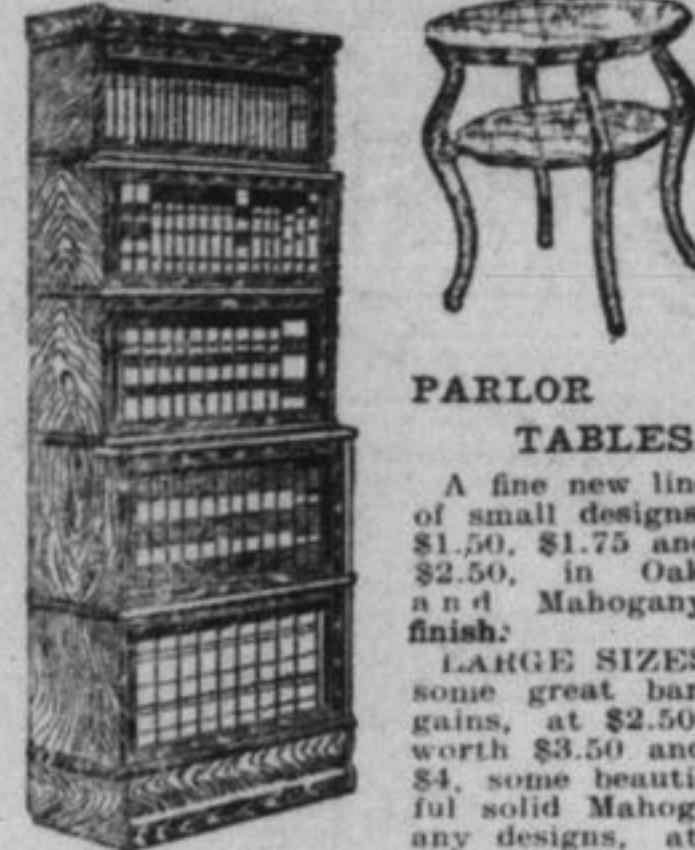 PARLOR
TABLES.
A fine new lin
of small designs
$1.50, $1.75 and
$2.50, in Oak
and Mahogany
finish.
LARGE SIZES
some great bar
gains, at $2.50
worth $3.50 and
$4, some beauti
ful solid Mahog
any designs, at